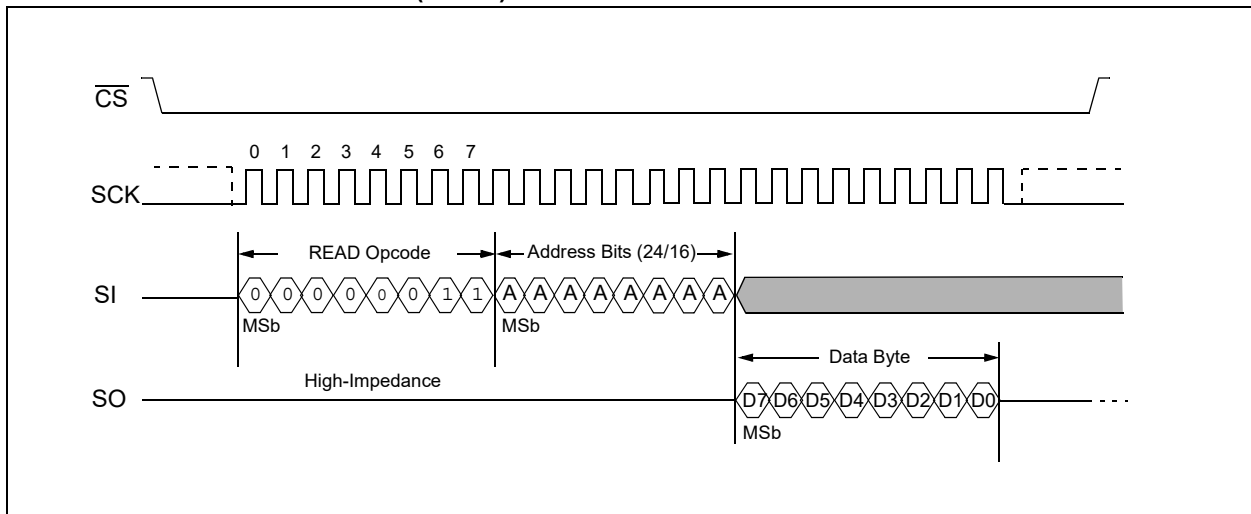 CS
0 1 2 3 4 5 6 7
SCK
READ Opcode Address Bits (24/16)
SI 0 0 0 0 0 0 1 1 A A A A A A A A
MSb MSb
Data Byte
High-Impedance
SO D7 D6 D5 D4 D3 D2 D1 D0
MSb